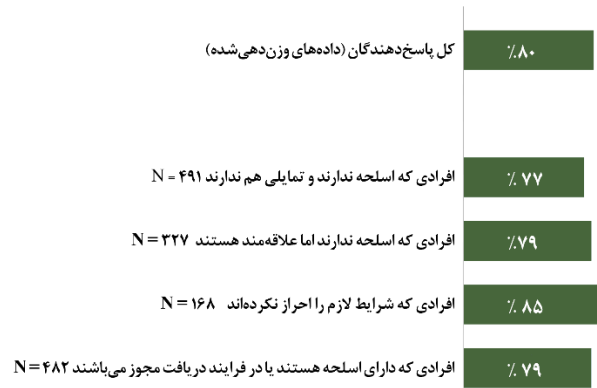 کل پاسخ‌دهندگان (داده‌های وزن‌دهی‌شده) ٪۸۰
افرادی که اسلحه ندارند و تمایلی هم ندارند N = ۴۹۱ ٪ ۷۷
افرادی که اسلحه ندارند اما علاقه‌مند هستند N = ۳۲۷ ٪۷۹
افرادی که شرایط لازم را احراز نکرده‌اند N = ۱۶۸ ٪ ۸۵
افرادی که دارای اسلحه هستند یا در فرایند دریافت مجوز می‌باشند N = ۴۸۲ ٪ ۷۹